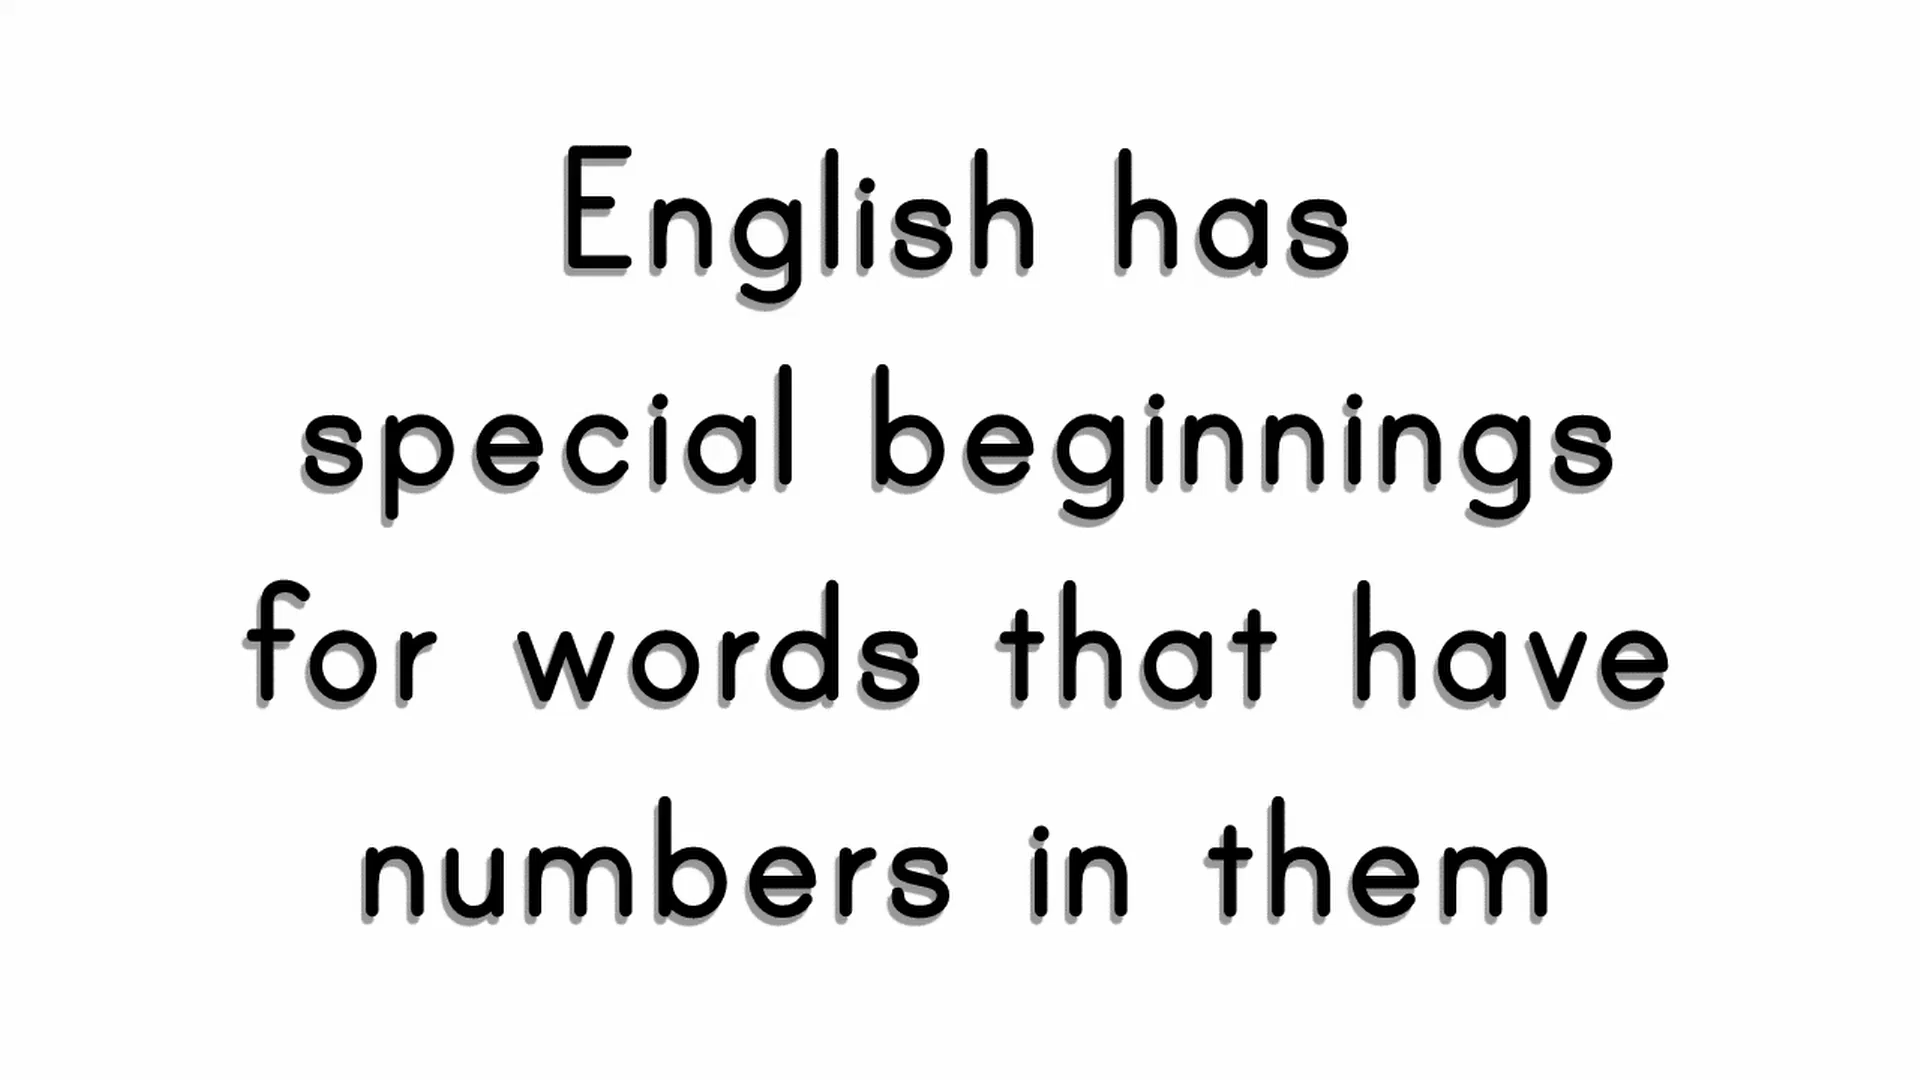 English has
special beginnings
for words that have
numbers in them